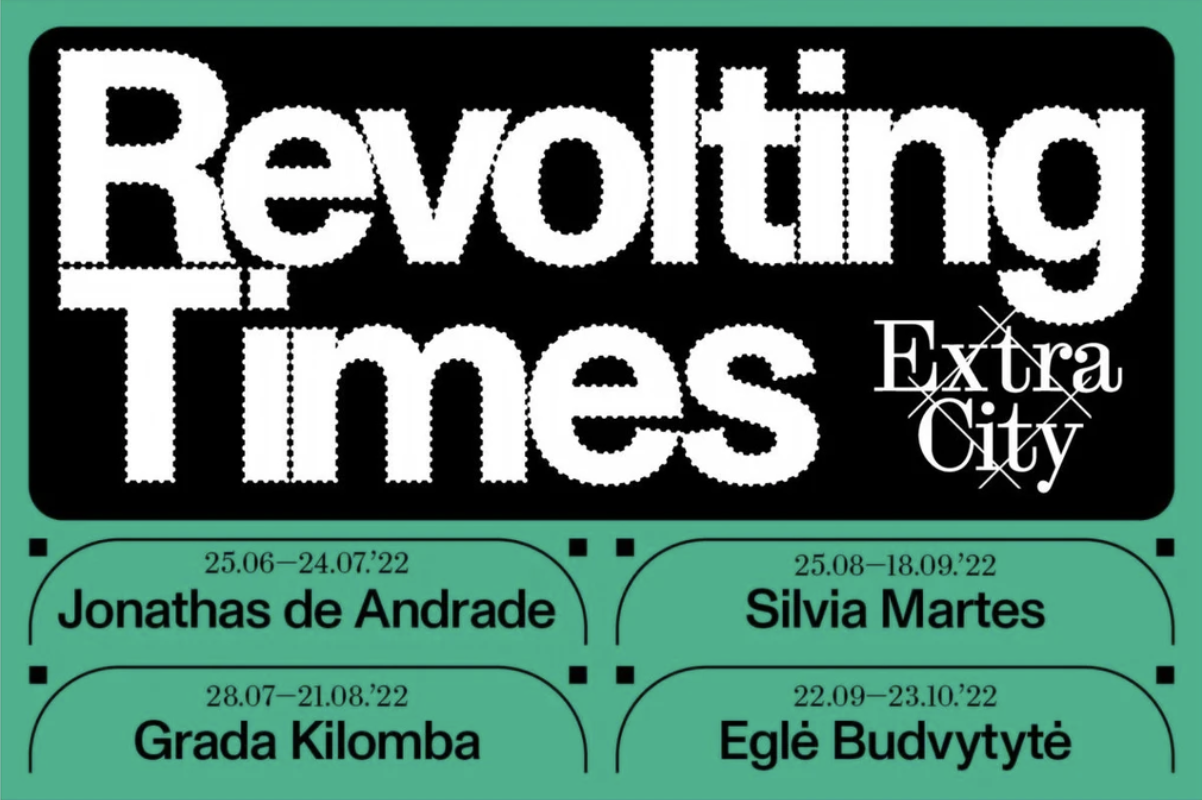 Revolting
Times
Extra
City
25.06—24.07.’22
Jonathas de Andrade
25.08—18.09.’22
Silvia Martes
28.07—21.08.’22
Grada Kilomba
22.09—23.10.’22
Eglė Budvytytė